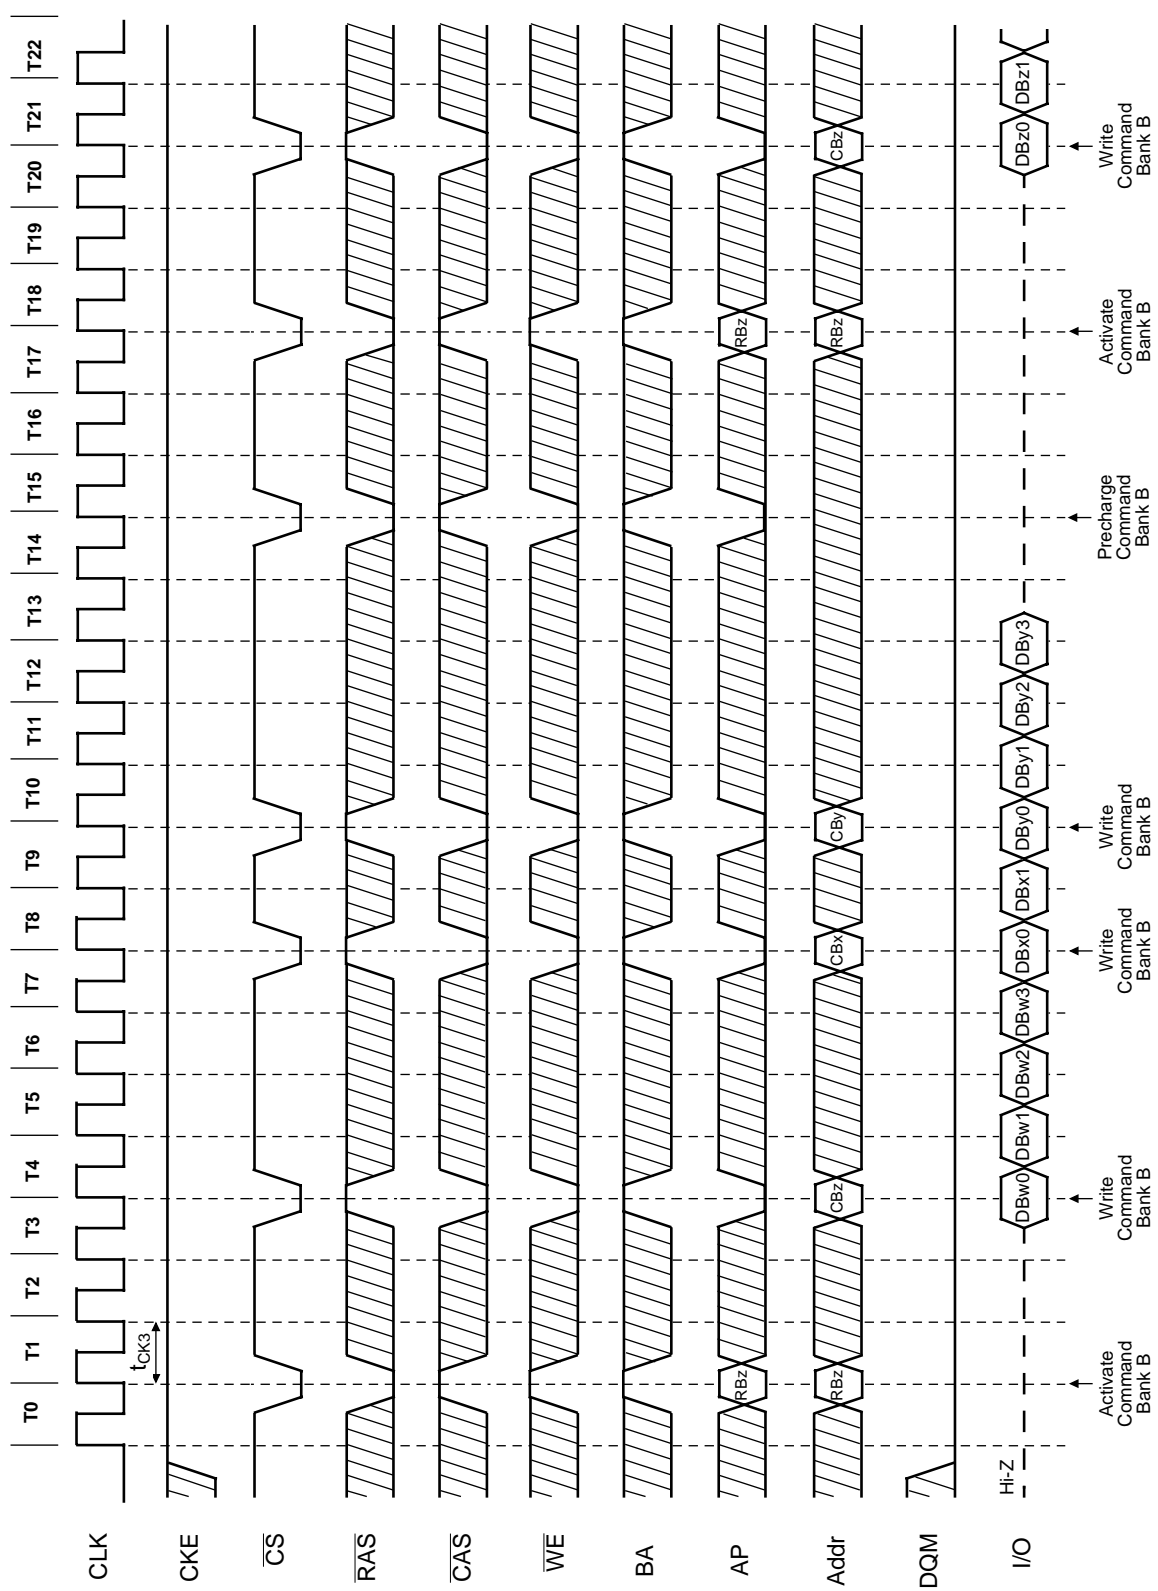 T0 T1 T2 T3 T4 T5 T6 T7 T8 T9 T10 T11 T12 T13 T14 T15 T16 T17 T18 T19 T20 T21 T22
CLK
tCK3
CKE
CS
RAS
CAS
WE
BA
AP
RBz
RBz
Addr
RBz
CBz
CBx
CBy
RBz
CBz
DQM
I/O
Hi-Z
DBw0
DBw1
DBw2
DBw3
DBx0
DBx1
DBy0
DBy1
DBy2
DBy3
DBz0
DBz1
Activate
Command
Bank B
Write
Command
Bank B
Write
Command
Bank B
Write
Command
Bank B
Precharge
Command
Bank B
Activate
Command
Bank B
Write
Command
Bank B